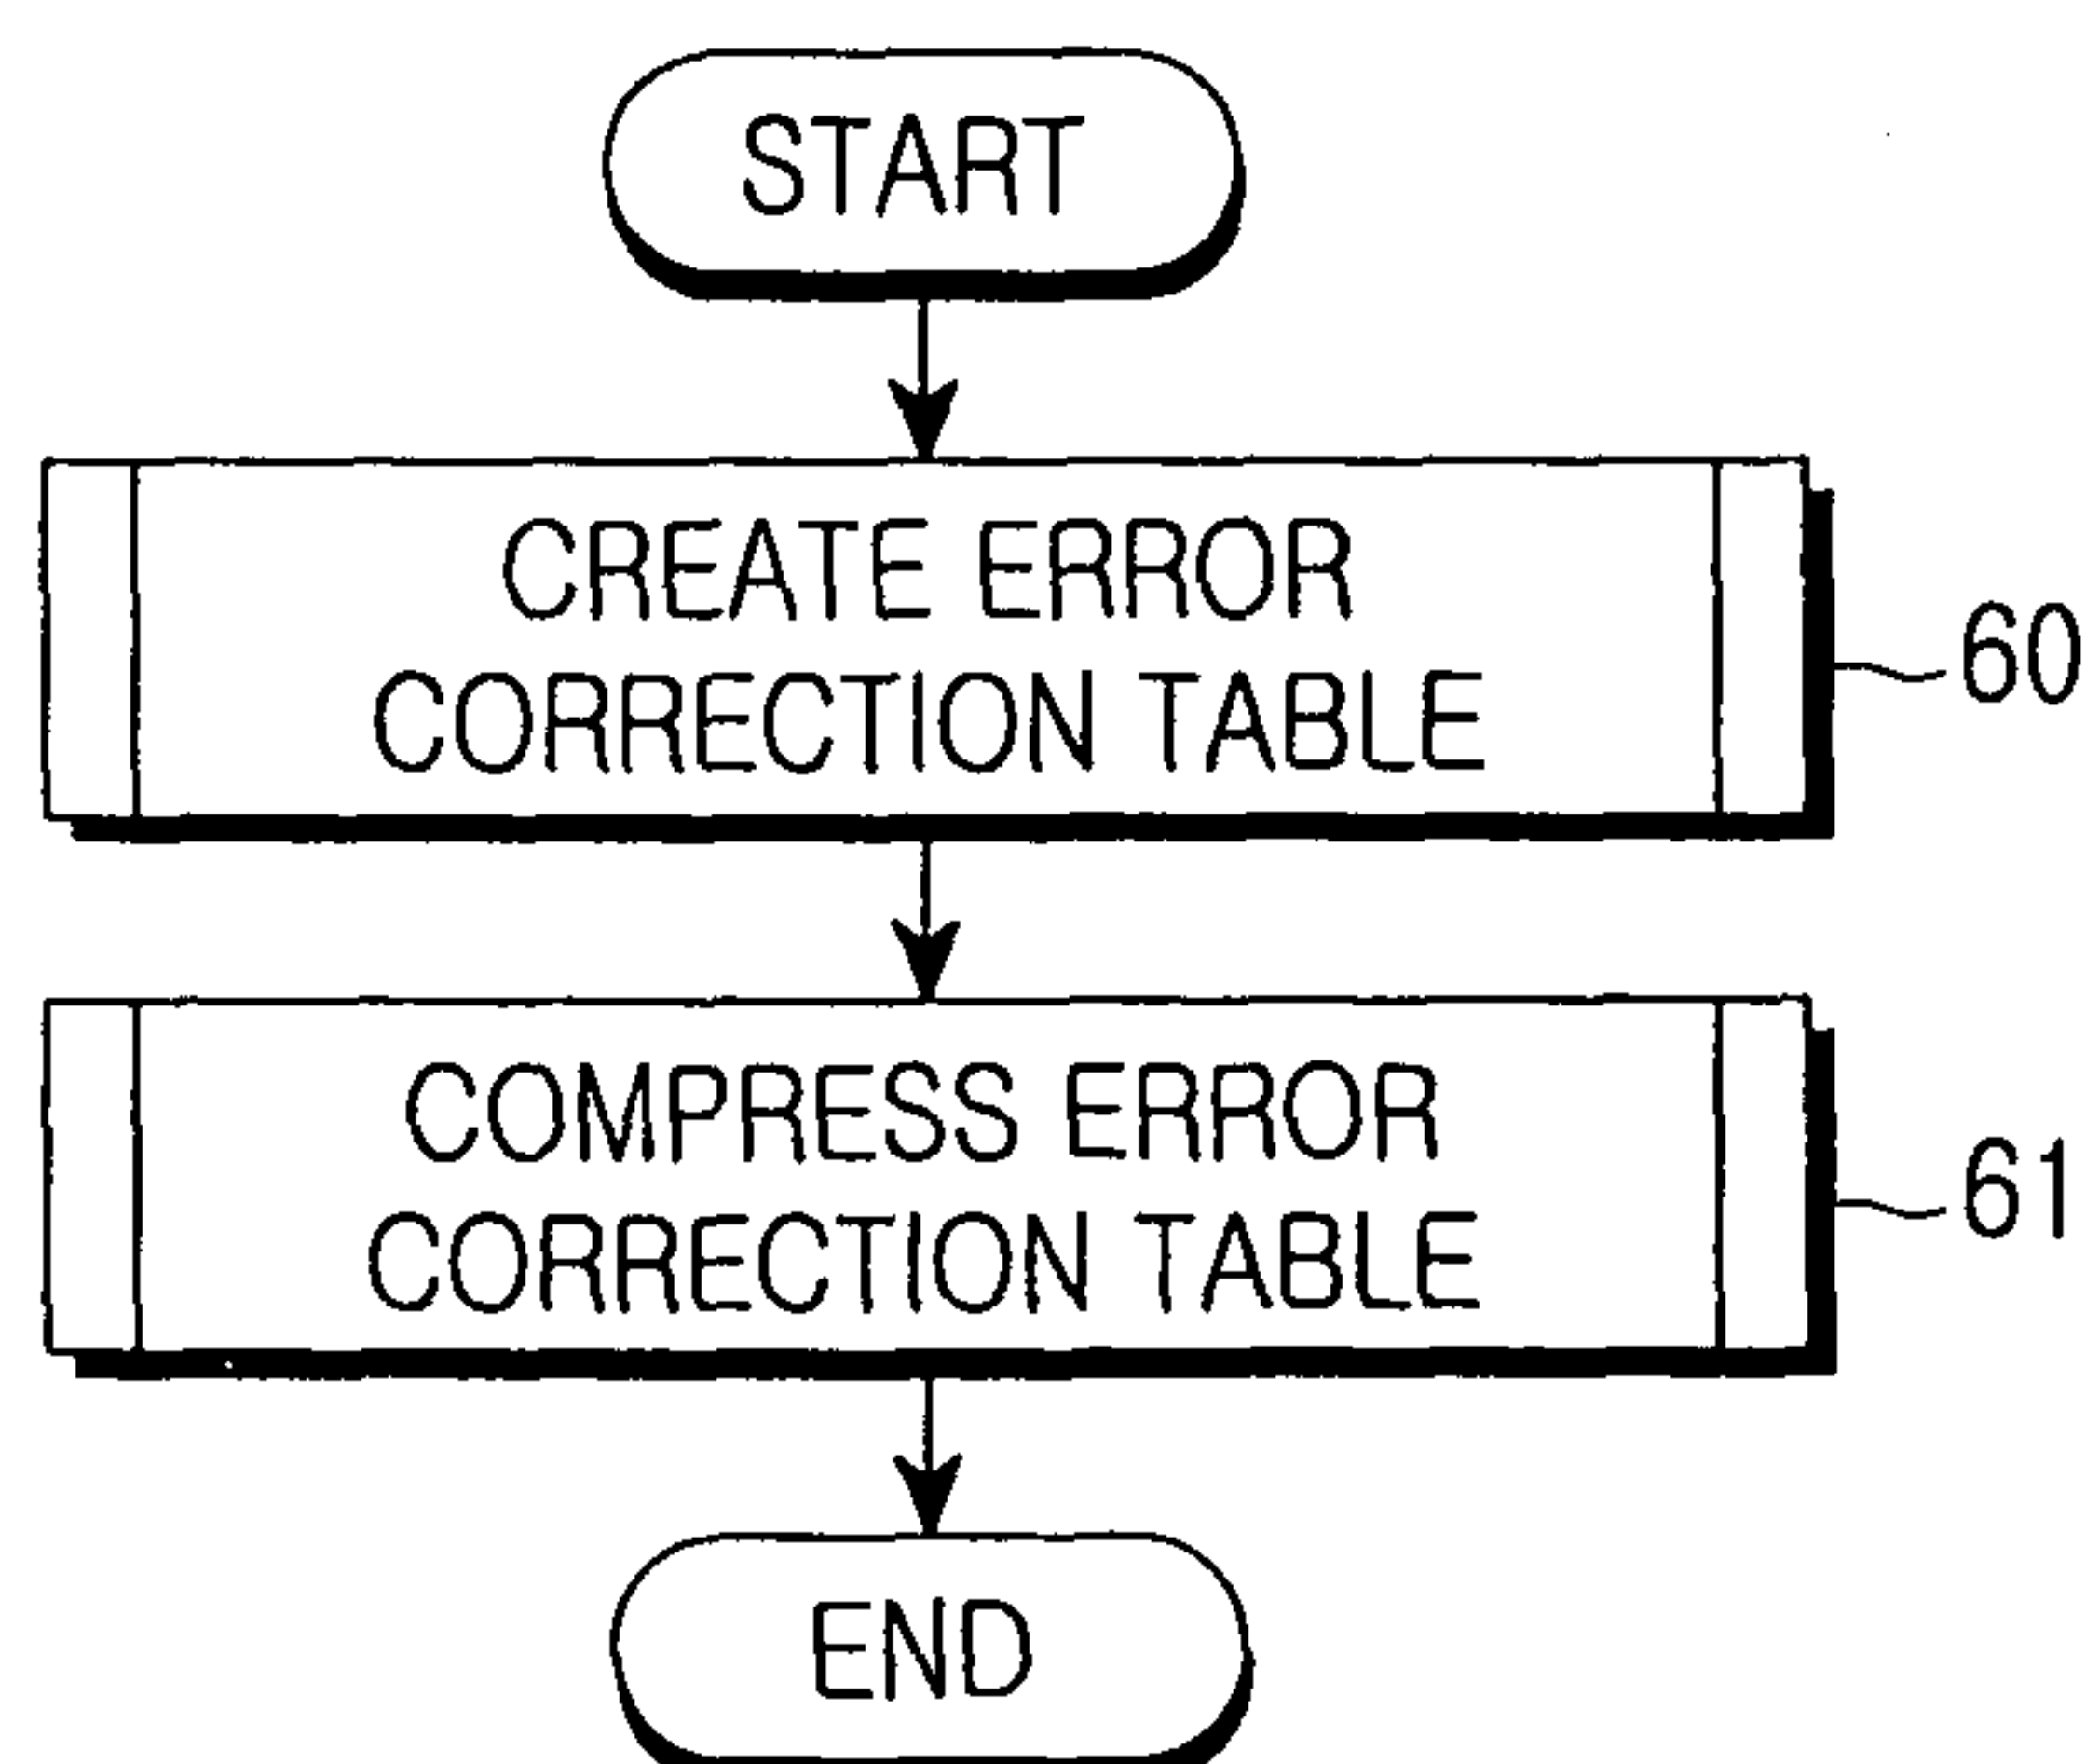 START
CREATE ERROR
CORRECTION TABLE
60
COMPRESS ERROR
CORRECTION TABLE
61
END